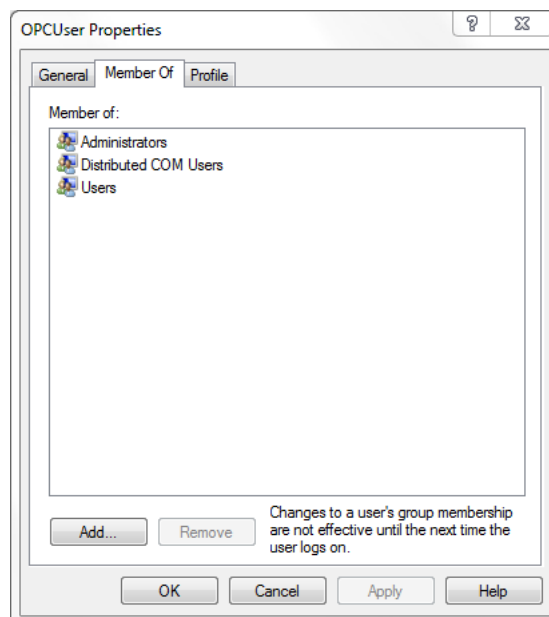 OPCUser Properties
?
General Member Of Profile
Member of:
Administrators
Distributed COM Users
Users
Add... Remove
Changes to a user's group membership
are not effective until the next time the
user logs on.
OK Cancel Apply Help